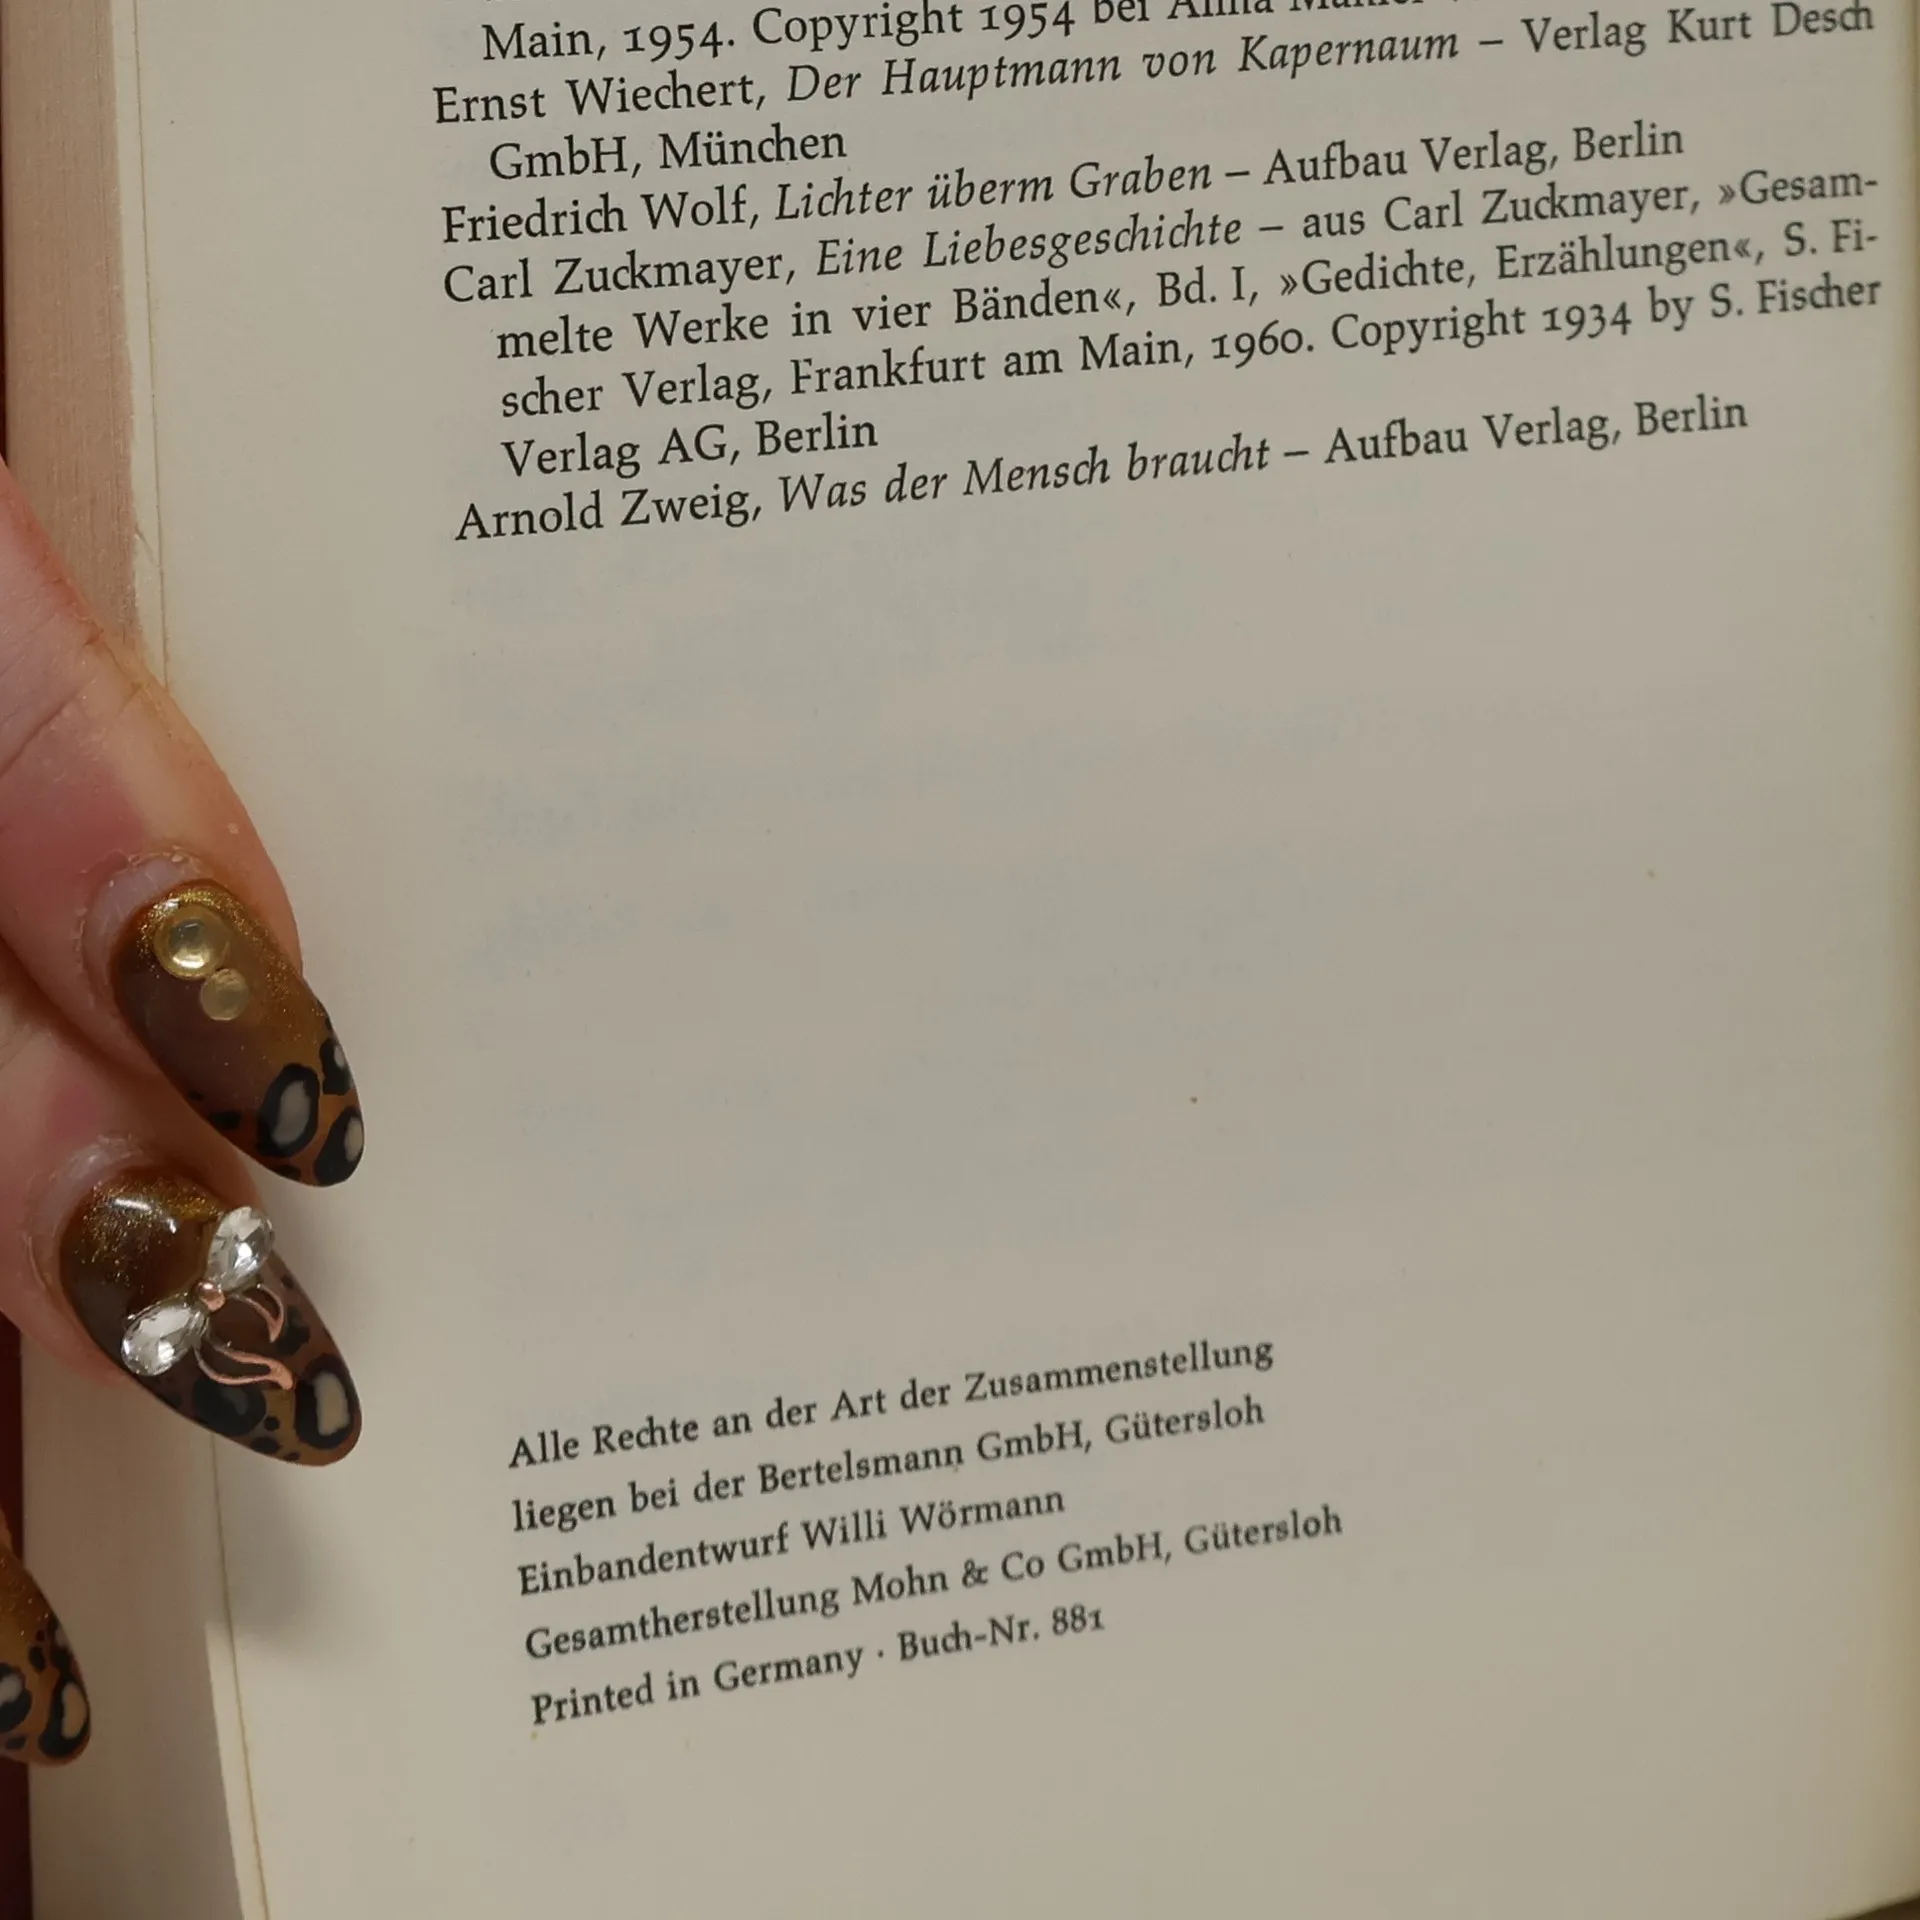 Main, 1954. Copyright 1954 bei
Ernst Wiechert, Der Hauptmann von Kapernaum – Verlag Kurt Desch
GmbH, München
Friedrich Wolf, Lichter überm Graben – Aufbau Verlag, Berlin
Carl Zuckmayer, Eine Liebesgeschichte – aus Carl Zuckmayer, »Gesam-
melte Werke in vier Bänden«, Bd. I, »Gedichte, Erzählungen«, S. Fi-
scher Verlag, Frankfurt am Main, 1960. Copyright 1934 by S. Fischer
Verlag AG, Berlin
Arnold Zweig, Was der Mensch braucht – Aufbau Verlag, Berlin
Alle Rechte an der Art der Zusammenstellung
liegen bei der Bertelsmann GmbH, Gütersloh
Einbandentwurf Willi Wörmann
Gesamtherstellung Mohn & Co GmbH, Gütersloh
Printed in Germany · Buch-Nr. 881